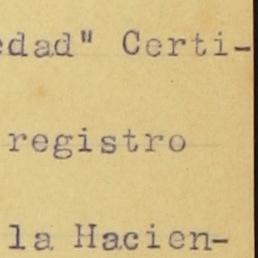 edad" Certi-
registro
la Hacien-